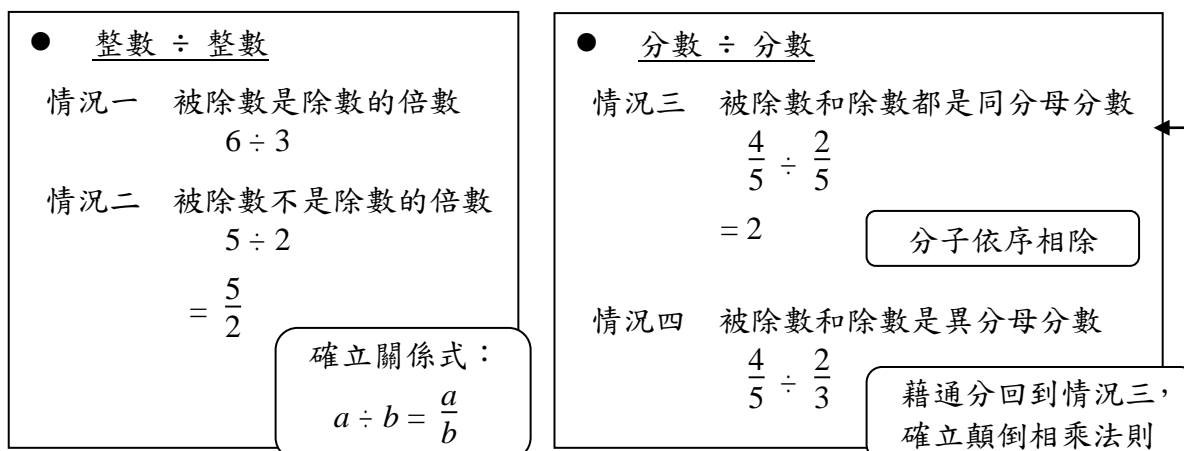 ● 整數 ÷ 整數
情況一 被除數是除數的倍數
6 ÷ 3
情況二 被除數不是除數的倍數
5 ÷ 2
= 5/2
確立關係式：
a ÷ b = a/b
● 分數 ÷ 分數
情況三 被除數和除數都是同分母分數
4/5 ÷ 2/5
= 2
分子依序相除
情況四 被除數和除數是異分母分數
4/5 ÷ 2/3
藉通分回到情況三，
確立顛倒相乘法則